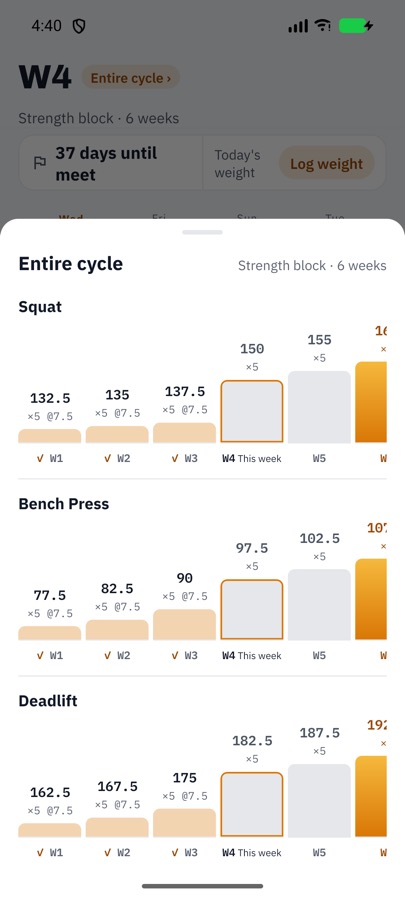 4:40
W4 Entire cycle ›
Strength block · 6 weeks
37 days until meet
Today's weight
Log weight
Wed Fri Sun Tue
Entire cycle
Strength block · 6 weeks
Squat
132.5 135 137.5 150 155
×5 @7.5 ×5 @7.5 ×5 @7.5 ×5 ×5
✓ W1 ✓ W2 ✓ W3 W4 This week W5
Bench Press
77.5 82.5 90 97.5 102.5
×5 @7.5 ×5 @7.5 ×5 @7.5 ×5 ×5
✓ W1 ✓ W2 ✓ W3 W4 This week W5
Deadlift
162.5 167.5 175 182.5 187.5 192
×5 @7.5 ×5 @7.5 ×5 @7.5 ×5 ×5
✓ W1 ✓ W2 ✓ W3 W4 This week W5